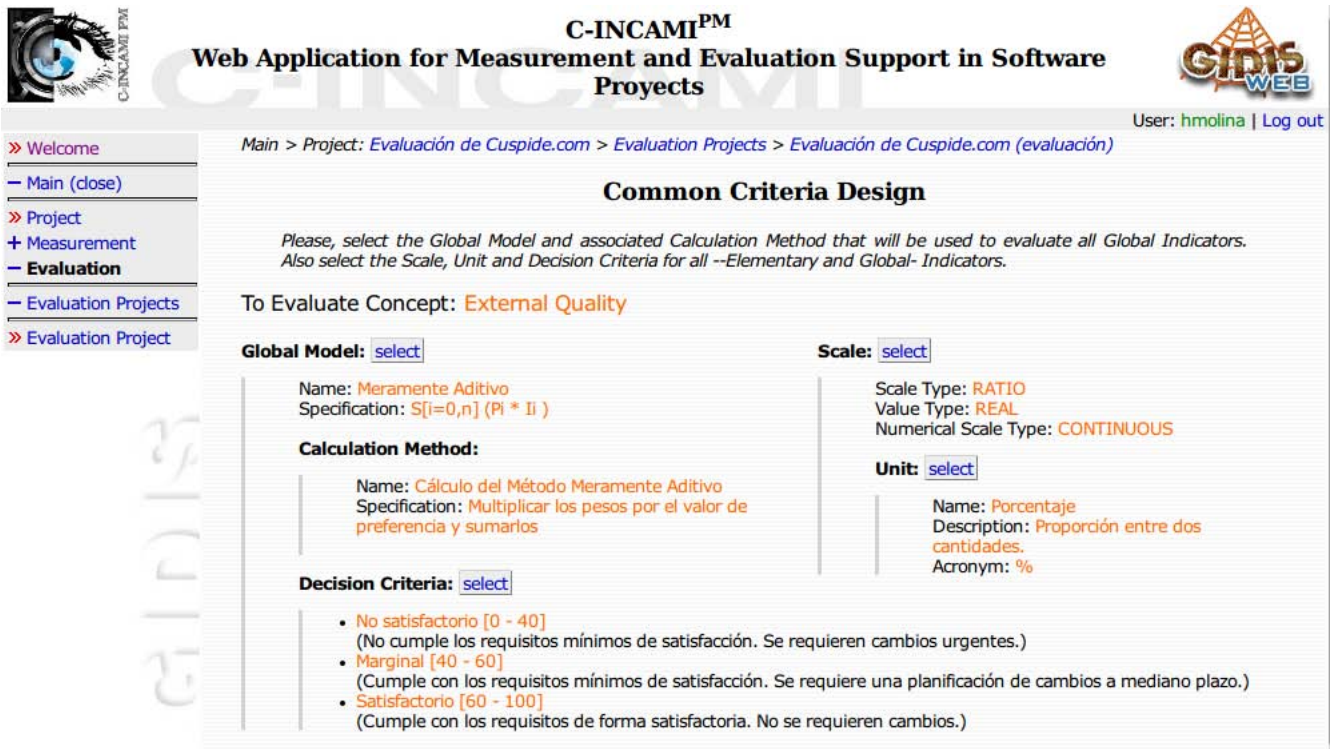 C-INCAMI PM
C-INCAMI^PM
Web Application for Measurement and Evaluation Support in Software
Proyects
C-INCAMI
GIDIS
WEB
User: hmolina | Log out
» Welcome
− Main (close)
» Project
+ Measurement
− Evaluation
− Evaluation Projects
» Evaluation Project
GIDIS
Main > Project: Evaluación de Cuspide.com > Evaluation Projects > Evaluación de Cuspide.com (evaluación)
Common Criteria Design
Please, select the Global Model and associated Calculation Method that will be used to evaluate all Global Indicators.
Also select the Scale, Unit and Decision Criteria for all --Elementary and Global- Indicators.
To Evaluate Concept: External Quality
Global Model: select
Name: Meramente Aditivo
Specification: S[i=0,n] (Pi * Ii )
Calculation Method:
Name: Cálculo del Método Meramente Aditivo
Specification: Multiplicar los pesos por el valor de
preferencia y sumarlos
Scale: select
Scale Type: RATIO
Value Type: REAL
Numerical Scale Type: CONTINUOUS
Unit: select
Name: Porcentaje
Description: Proporción entre dos
cantidades.
Acronym: %
Decision Criteria: select
• No satisfactorio [0 - 40]
(No cumple los requisitos mínimos de satisfacción. Se requieren cambios urgentes.)
• Marginal [40 - 60]
(Cumple con los requisitos mínimos de satisfacción. Se requiere una planificación de cambios a mediano plazo.)
• Satisfactorio [60 - 100]
(Cumple con los requisitos de forma satisfactoria. No se requieren cambios.)